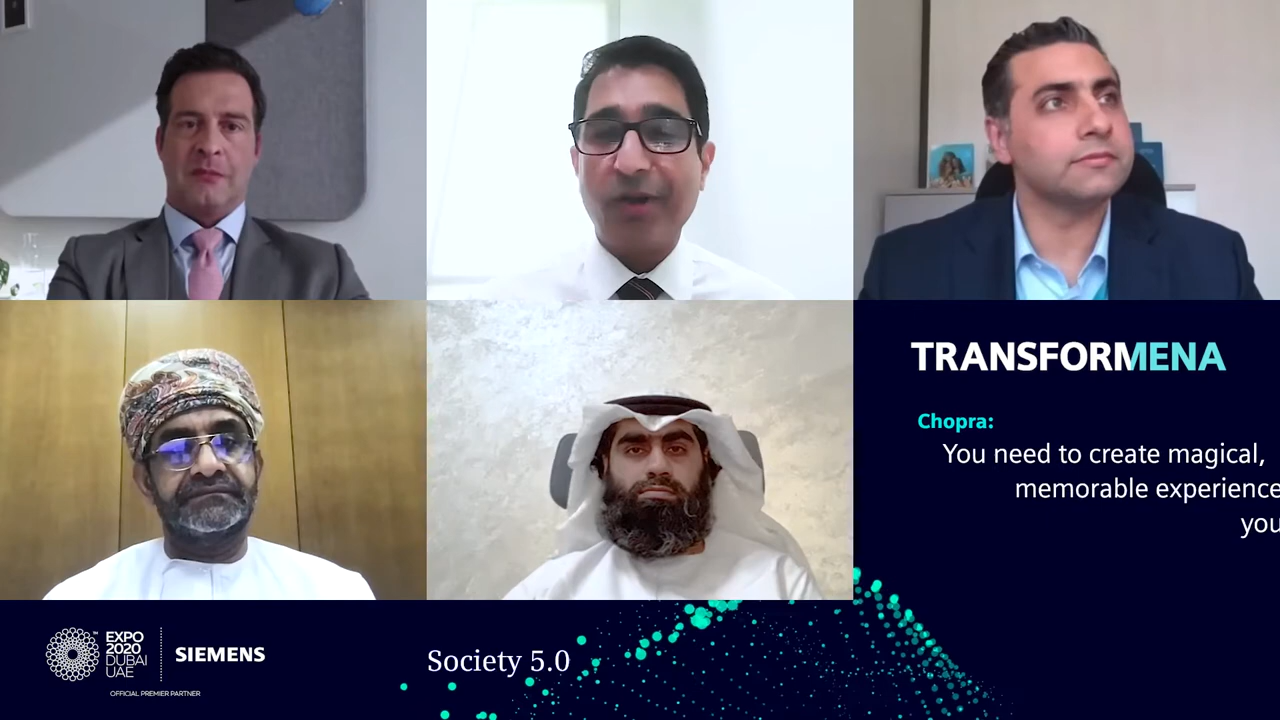 TRANSFORMENA
Chopra:
You need to create magical,
memorable experience
you
EXPO
2020
DUBAI
UAE
SIEMENS
OFFICIAL PREMIER PARTNER
Society 5.0